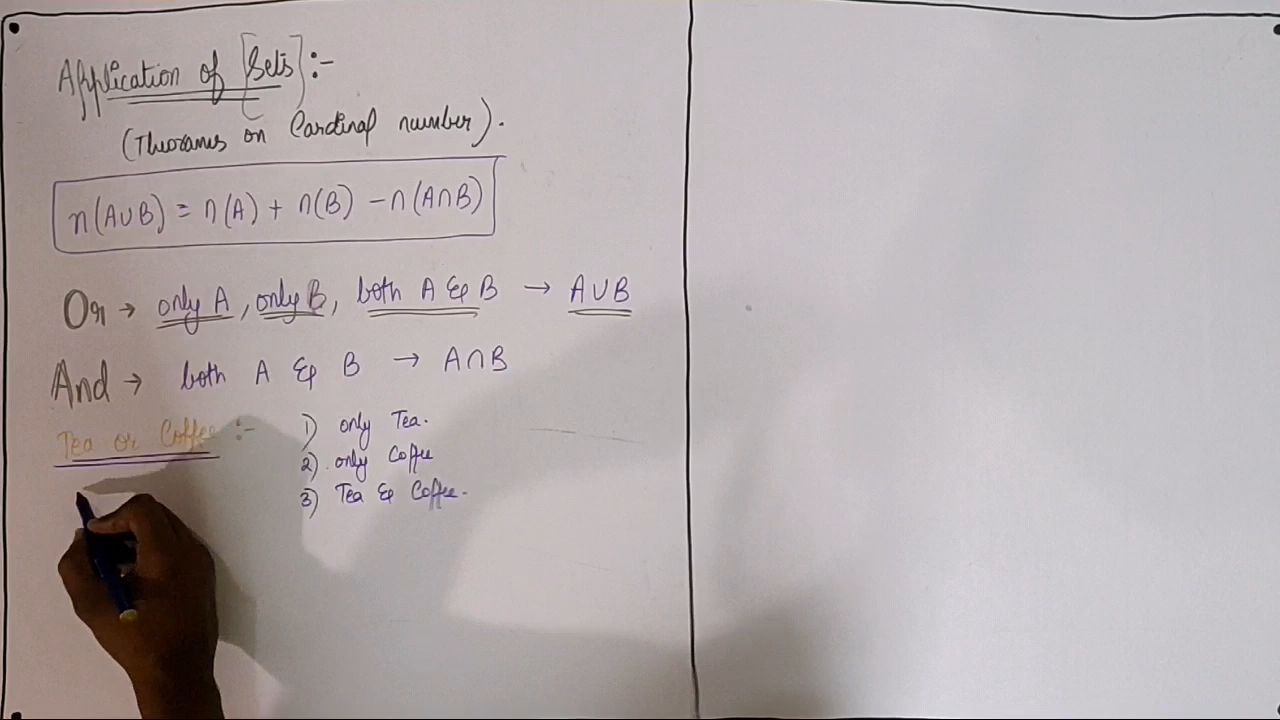 Application of [Sets] :-
(Theorams on Cardinal number).
n(A∪B) = n(A) + n(B) - n(A∩B)
Or → only A, only B, both A & B → A∪B
And → both A & B → A∩B
Tea or Coffee :-
1) only Tea.
2) only Coffee
3) Tea & Coffee.